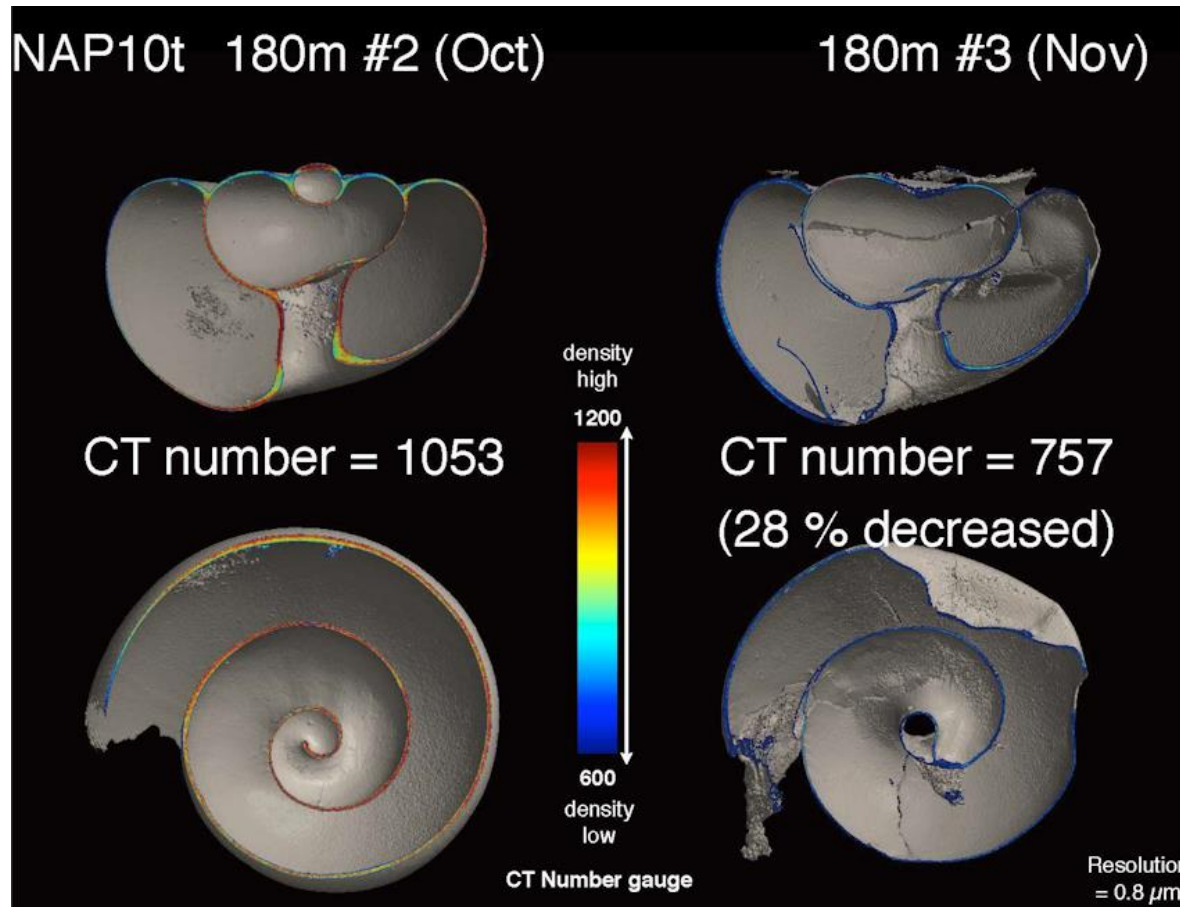 NAP10t 180m #2 (Oct)
180m #3 (Nov)
density
high
1200
CT number = 1053
CT number = 757
(28 % decreased)
600
density
low
CT Number gauge
Resolution
= 0.8 µm